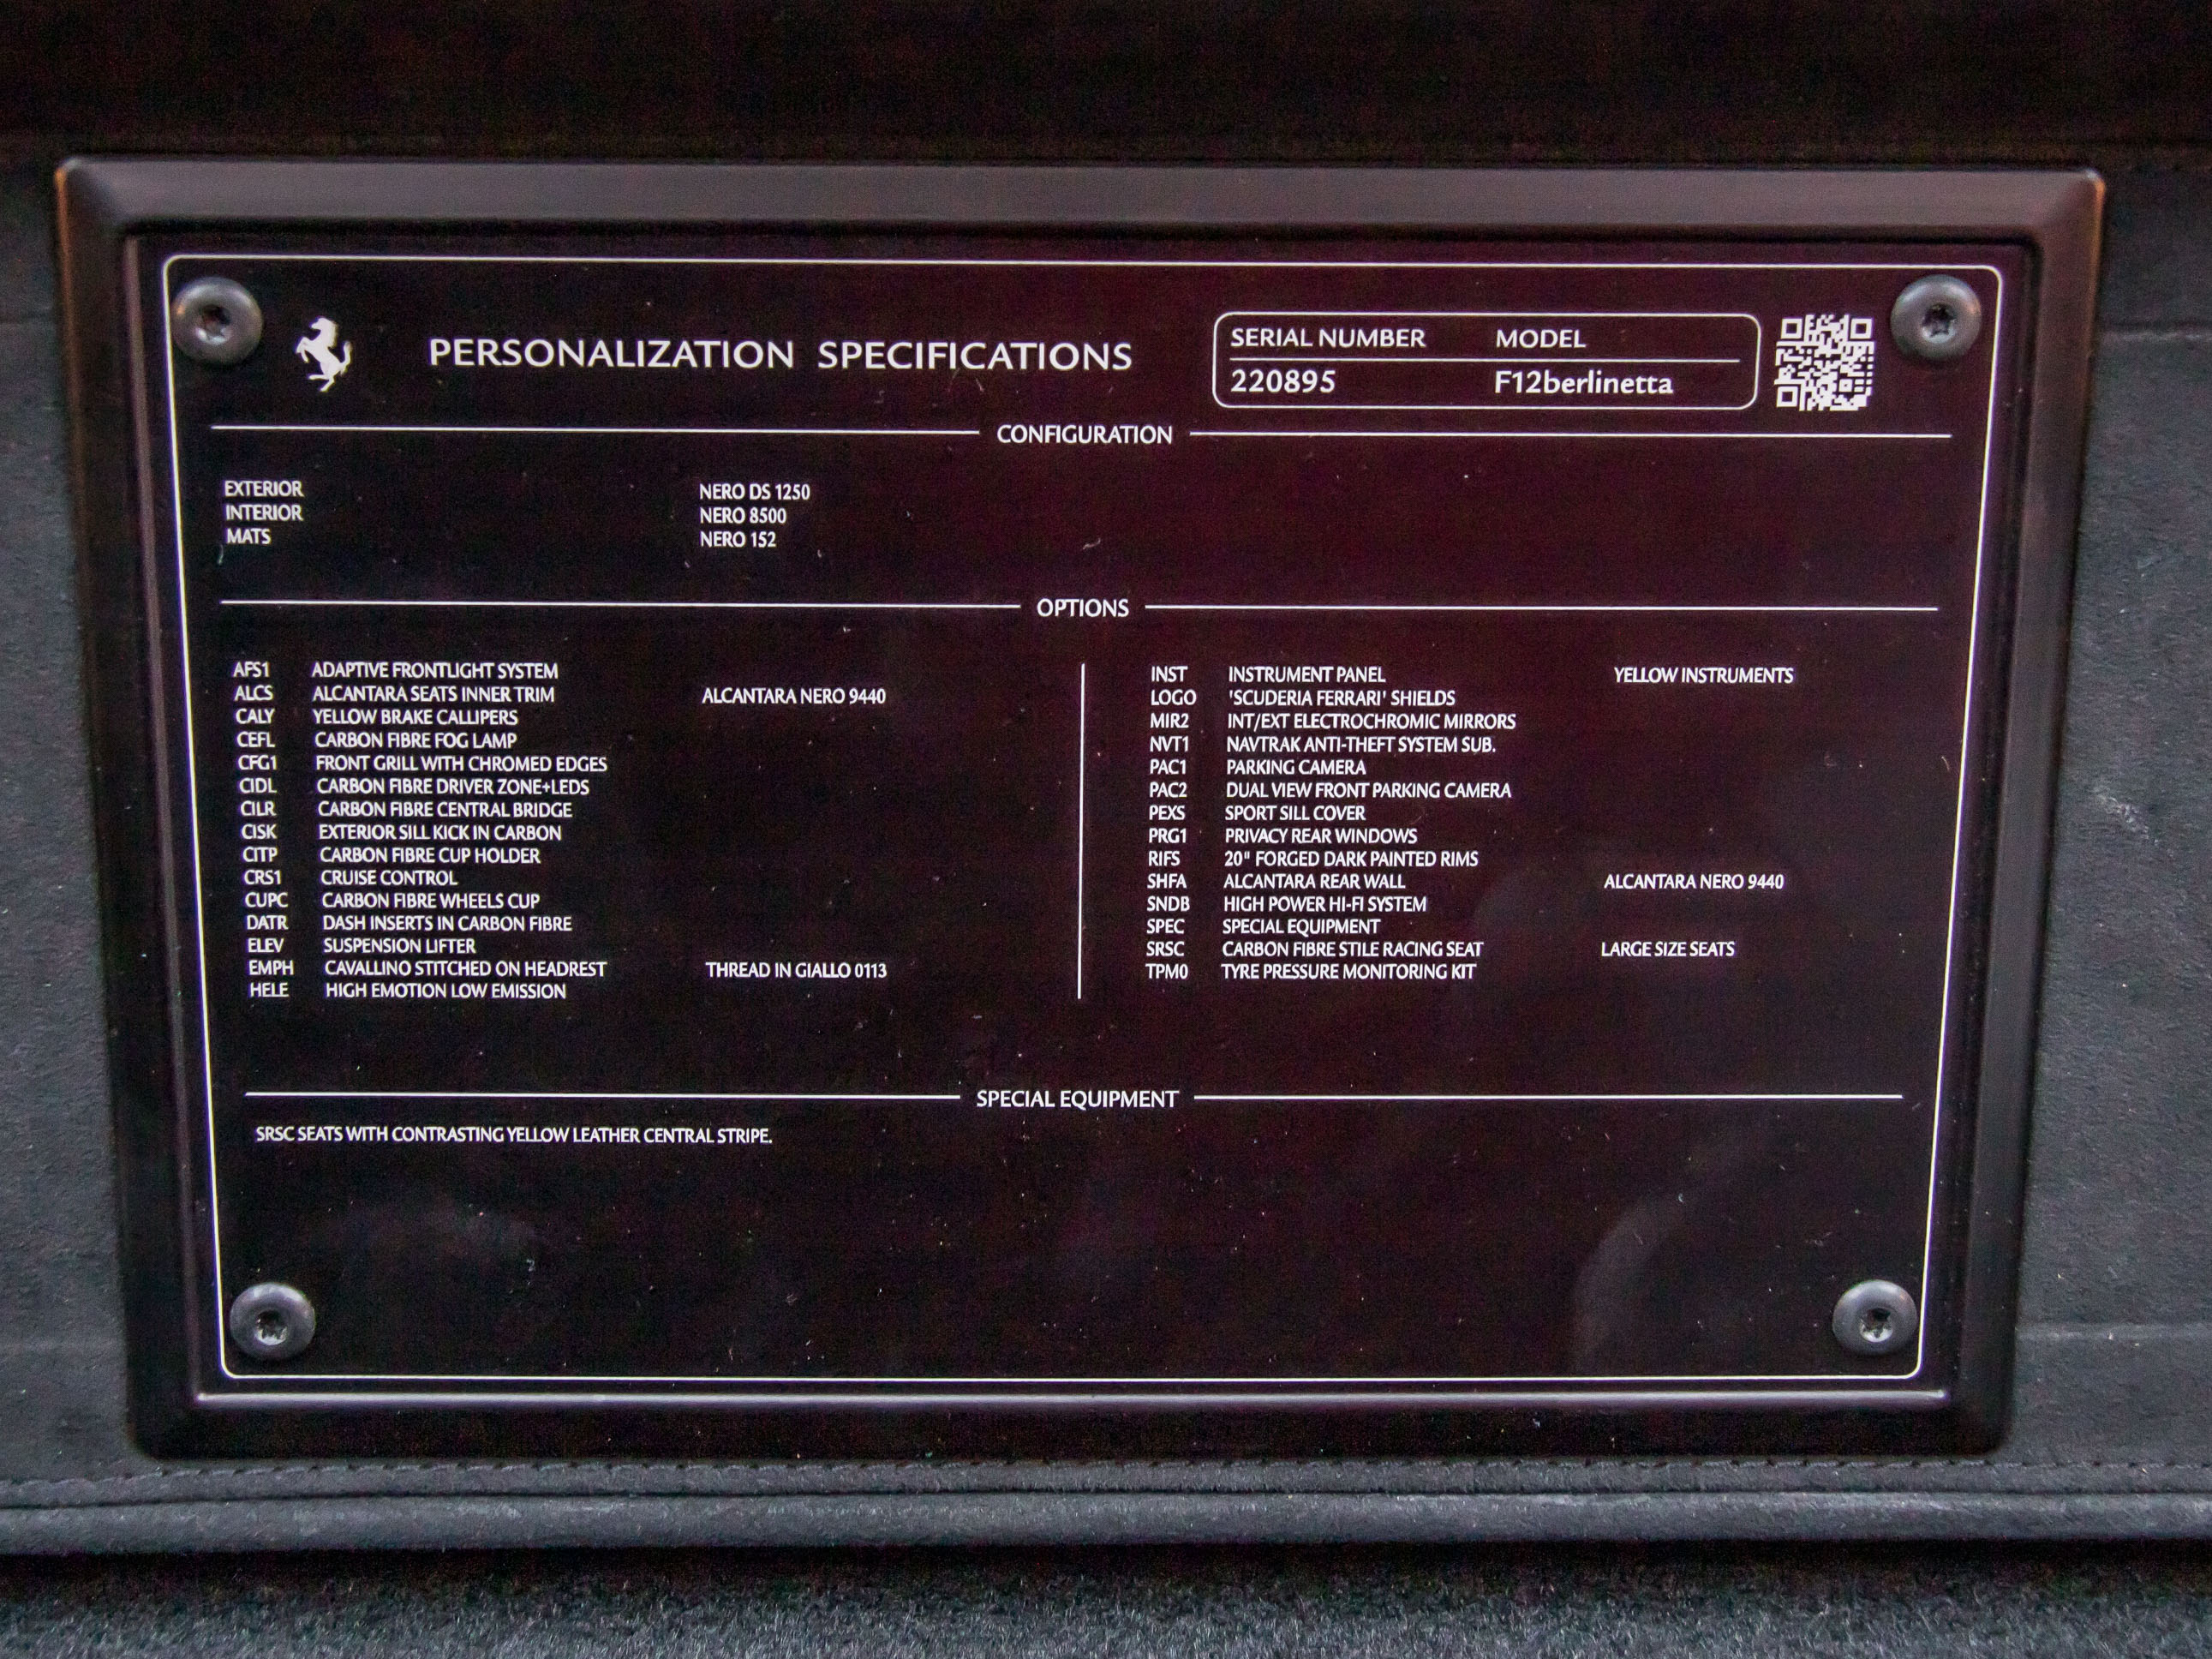 PERSONALIZATION SPECIFICATIONS
SERIAL NUMBER MODEL
220895 F12berlinetta
CONFIGURATION
EXTERIOR NERO DS 1250
INTERIOR NERO 8500
MATS NERO 152
OPTIONS
AFS1 ADAPTIVE FRONTLIGHT SYSTEM
ALCS ALCANTARA SEATS INNER TRIM ALCANTARA NERO 9440
CALY YELLOW BRAKE CALLIPERS
CEFL CARBON FIBRE FOG LAMP
CFG1 FRONT GRILL WITH CHROMED EDGES
CIDL CARBON FIBRE DRIVER ZONE+LEDS
CILR CARBON FIBRE CENTRAL BRIDGE
CISK EXTERIOR SILL KICK IN CARBON
CITP CARBON FIBRE CUP HOLDER
CRS1 CRUISE CONTROL
CUPC CARBON FIBRE WHEELS CUP
DATR DASH INSERTS IN CARBON FIBRE
ELEV SUSPENSION LIFTER
EMPH CAVALLINO STITCHED ON HEADREST THREAD IN GIALLO 0113
HELE HIGH EMOTION LOW EMISSION
INST INSTRUMENT PANEL YELLOW INSTRUMENTS
LOGO 'SCUDERIA FERRARI' SHIELDS
MIR2 INT/EXT ELECTROCHROMIC MIRRORS
NVT1 NAVTRAK ANTI-THEFT SYSTEM SUB.
PAC1 PARKING CAMERA
PAC2 DUAL VIEW FRONT PARKING CAMERA
PEXS SPORT SILL COVER
PRG1 PRIVACY REAR WINDOWS
RIFS 20" FORGED DARK PAINTED RIMS
SHFA ALCANTARA REAR WALL ALCANTARA NERO 9440
SNDB HIGH POWER HI-FI SYSTEM
SPEC SPECIAL EQUIPMENT
SRSC CARBON FIBRE STILE RACING SEAT LARGE SIZE SEATS
TPM0 TYRE PRESSURE MONITORING KIT
SPECIAL EQUIPMENT
SRSC SEATS WITH CONTRASTING YELLOW LEATHER CENTRAL STRIPE.